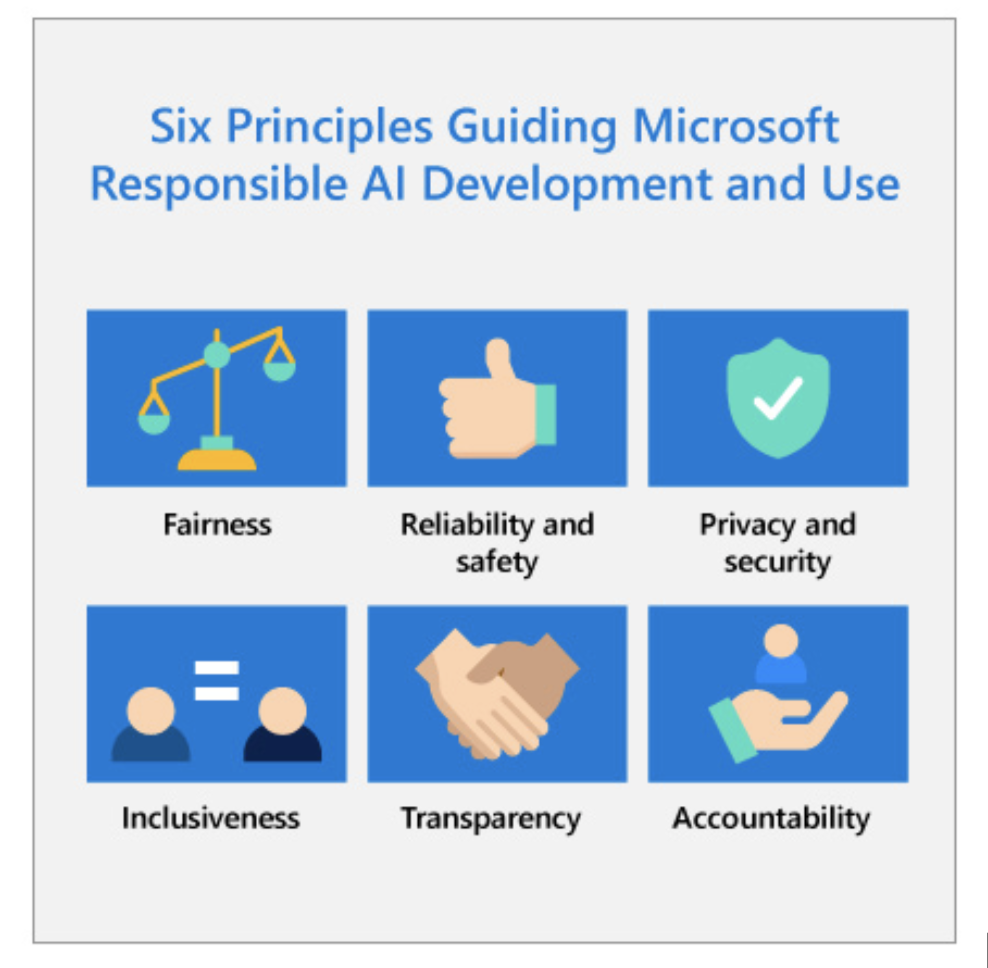 Six Principles Guiding Microsoft
Responsible AI Development and Use
Fairness
Reliability and
safety
Privacy and
security
Inclusiveness
Transparency
Accountability